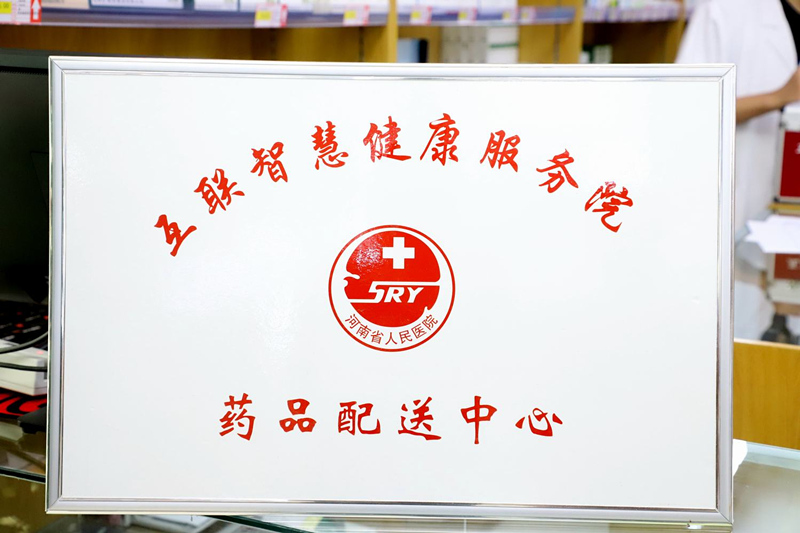 互联智慧健康服务院
SRY
河南省人民医院
药品配送中心